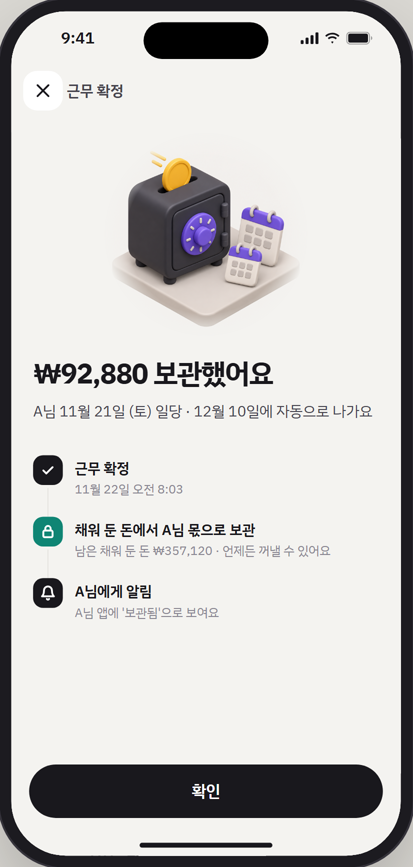 9:41
근무 확정
₩92,880 보관했어요
A님 11월 21일 (토) 일당 · 12월 10일에 자동으로 나가요
근무 확정
11월 22일 오전 8:03
채워 둔 돈에서 A님 몫으로 보관
남은 채워 둔 돈 ₩357,120 · 언제든 꺼낼 수 있어요
A님에게 알림
A님 앱에 '보관됨'으로 보여요
확인